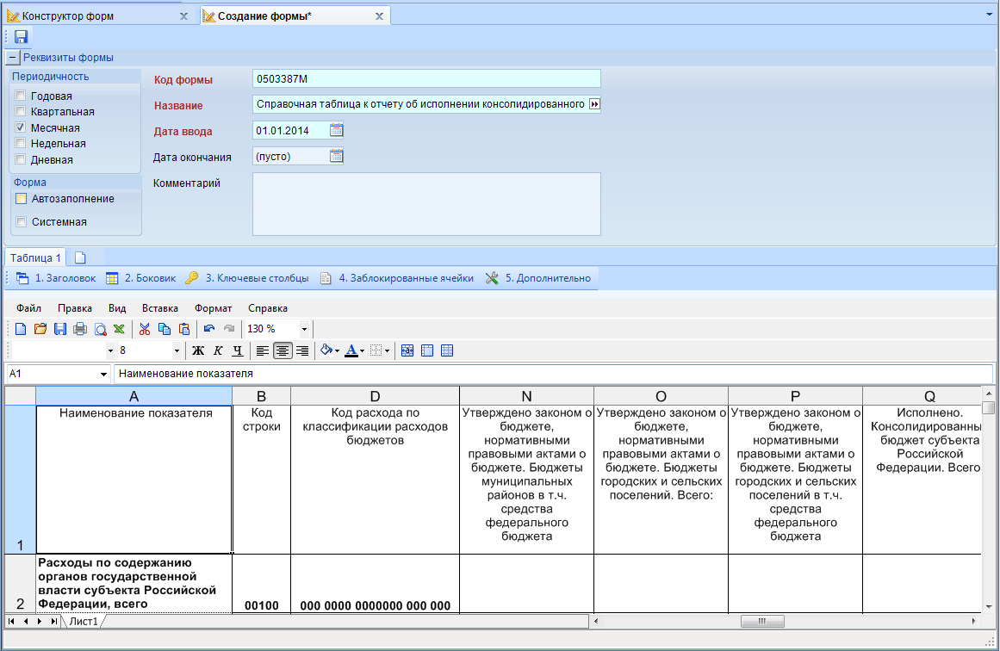 Конструктор форм
Создание формы*
Реквизиты формы
Периодичность
Годовая
Квартальная
Месячная
Недельная
Дневная
Форма
Автозаполнение
Системная
Код формы
0503387M
Название
Справочная таблица к отчету об исполнении консолидированного
Дата ввода
01.01.2014
Дата окончания
(пусто)
Комментарий
Таблица 1
1. Заголовок
2. Боковик
3. Ключевые столбцы
4. Заблокированные ячейки
5. Дополнительно
Файл Правка Вид Вставка Формат Справка
130 %
8
Ж К Ч
A
A1
Наименование показателя
A B D N O P Q
1
Наименование показателя
Код
строки
Код расхода по
классификации расходов
бюджетов
Утверждено законом о
бюджете,
нормативными
правовыми актами о
бюджете. Бюджеты
муниципальных
районов в т.ч.
средства
федерального
бюджета
Утверждено законом о
бюджете,
нормативными
правовыми актами о
бюджете. Бюджеты
городских и сельских
поселений. Всего:
Утверждено законом о
бюджете,
нормативными
правовыми актами о
бюджете. Бюджеты
городских и сельских
поселений в т.ч.
средства
федерального
бюджета
Исполнено.
Консолидированны
бюджет субъекта
Российской
Федерации. Всего
2
Расходы по содержанию
органов государственной
власти субъекта Российской
Федерации, всего
00100
000 0000 0000000 000 000
Лист1